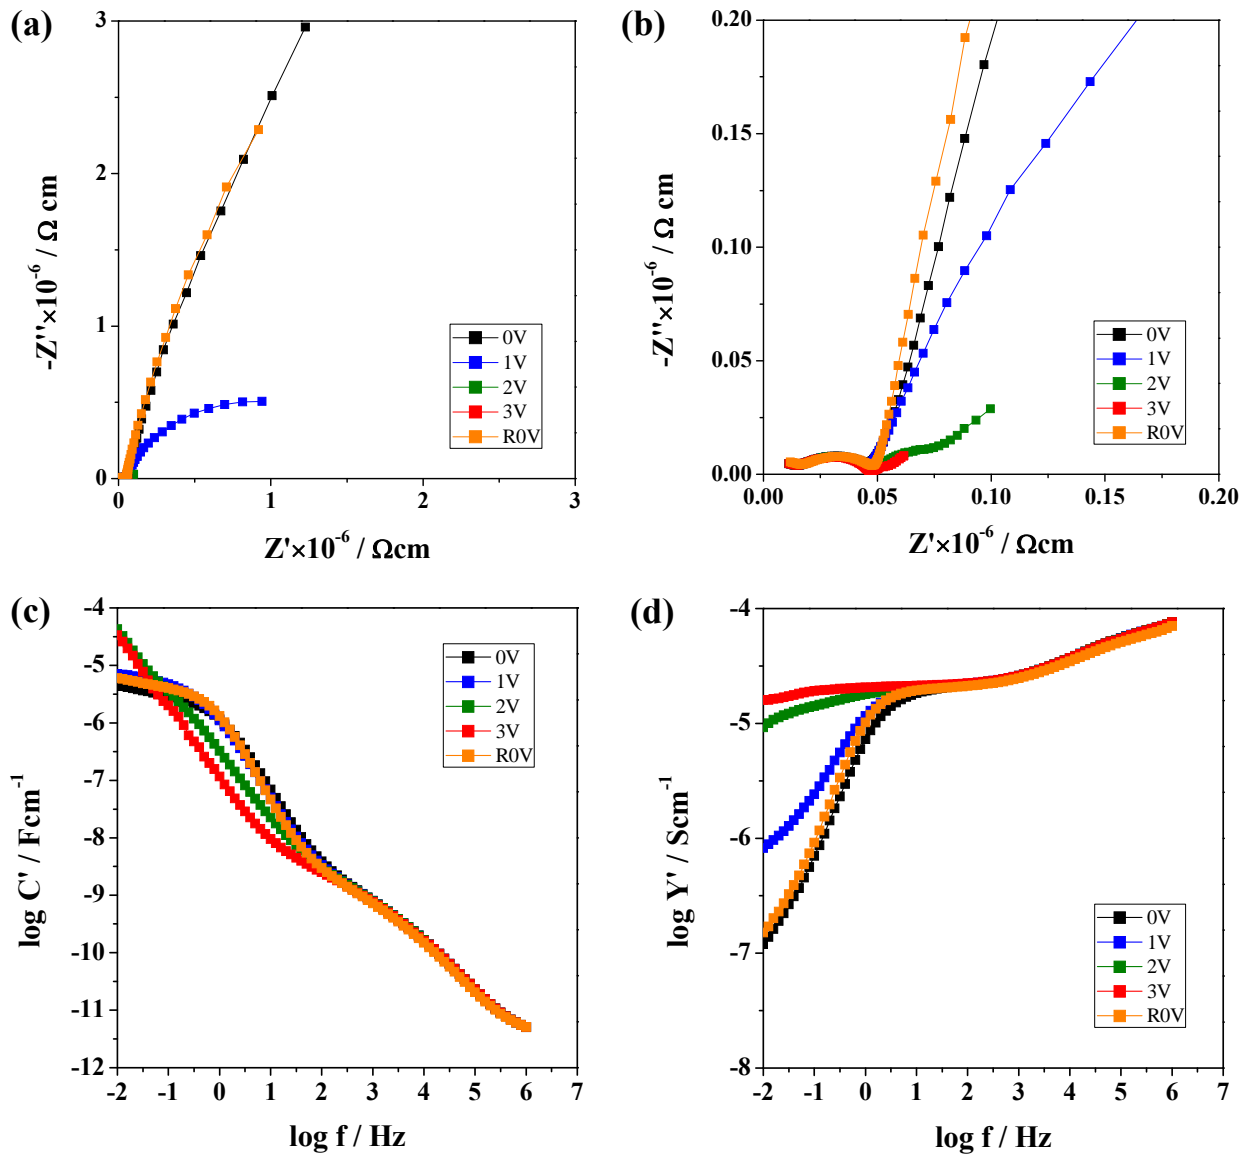 (a)
3
2
1
0
0
1
2
3
-Z''×10⁻⁶ / Ω cm
Z'×10⁻⁶ / Ωcm
0V
1V
2V
3V
R0V
(b)
0.20
0.15
0.10
0.05
0.00
0.00
0.05
0.10
0.15
0.20
-Z''×10⁻⁶ / Ω cm
Z'×10⁻⁶ / Ωcm
0V
1V
2V
3V
R0V
(c)
-4
-5
-6
-7
-8
-9
-10
-11
-12
-2
-1
0
1
2
3
4
5
6
7
log C' / Fcm⁻¹
log f / Hz
0V
1V
2V
3V
R0V
(d)
-4
-5
-6
-7
-8
-2
-1
0
1
2
3
4
5
6
7
log Y' / Scm⁻¹
log f / Hz
0V
1V
2V
3V
R0V